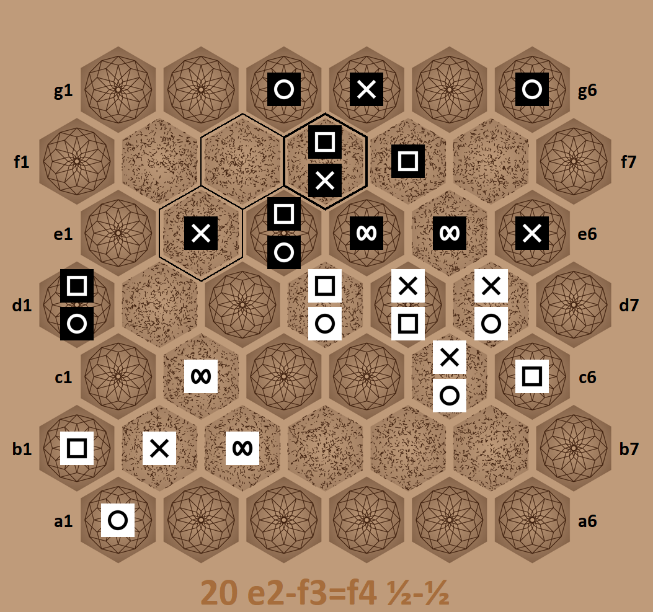 g1 g6
f1 f7
e1 e6
d1 d7
c1 c6
b1 b7
a1 a6
20 e2-f3=f4 ½-½